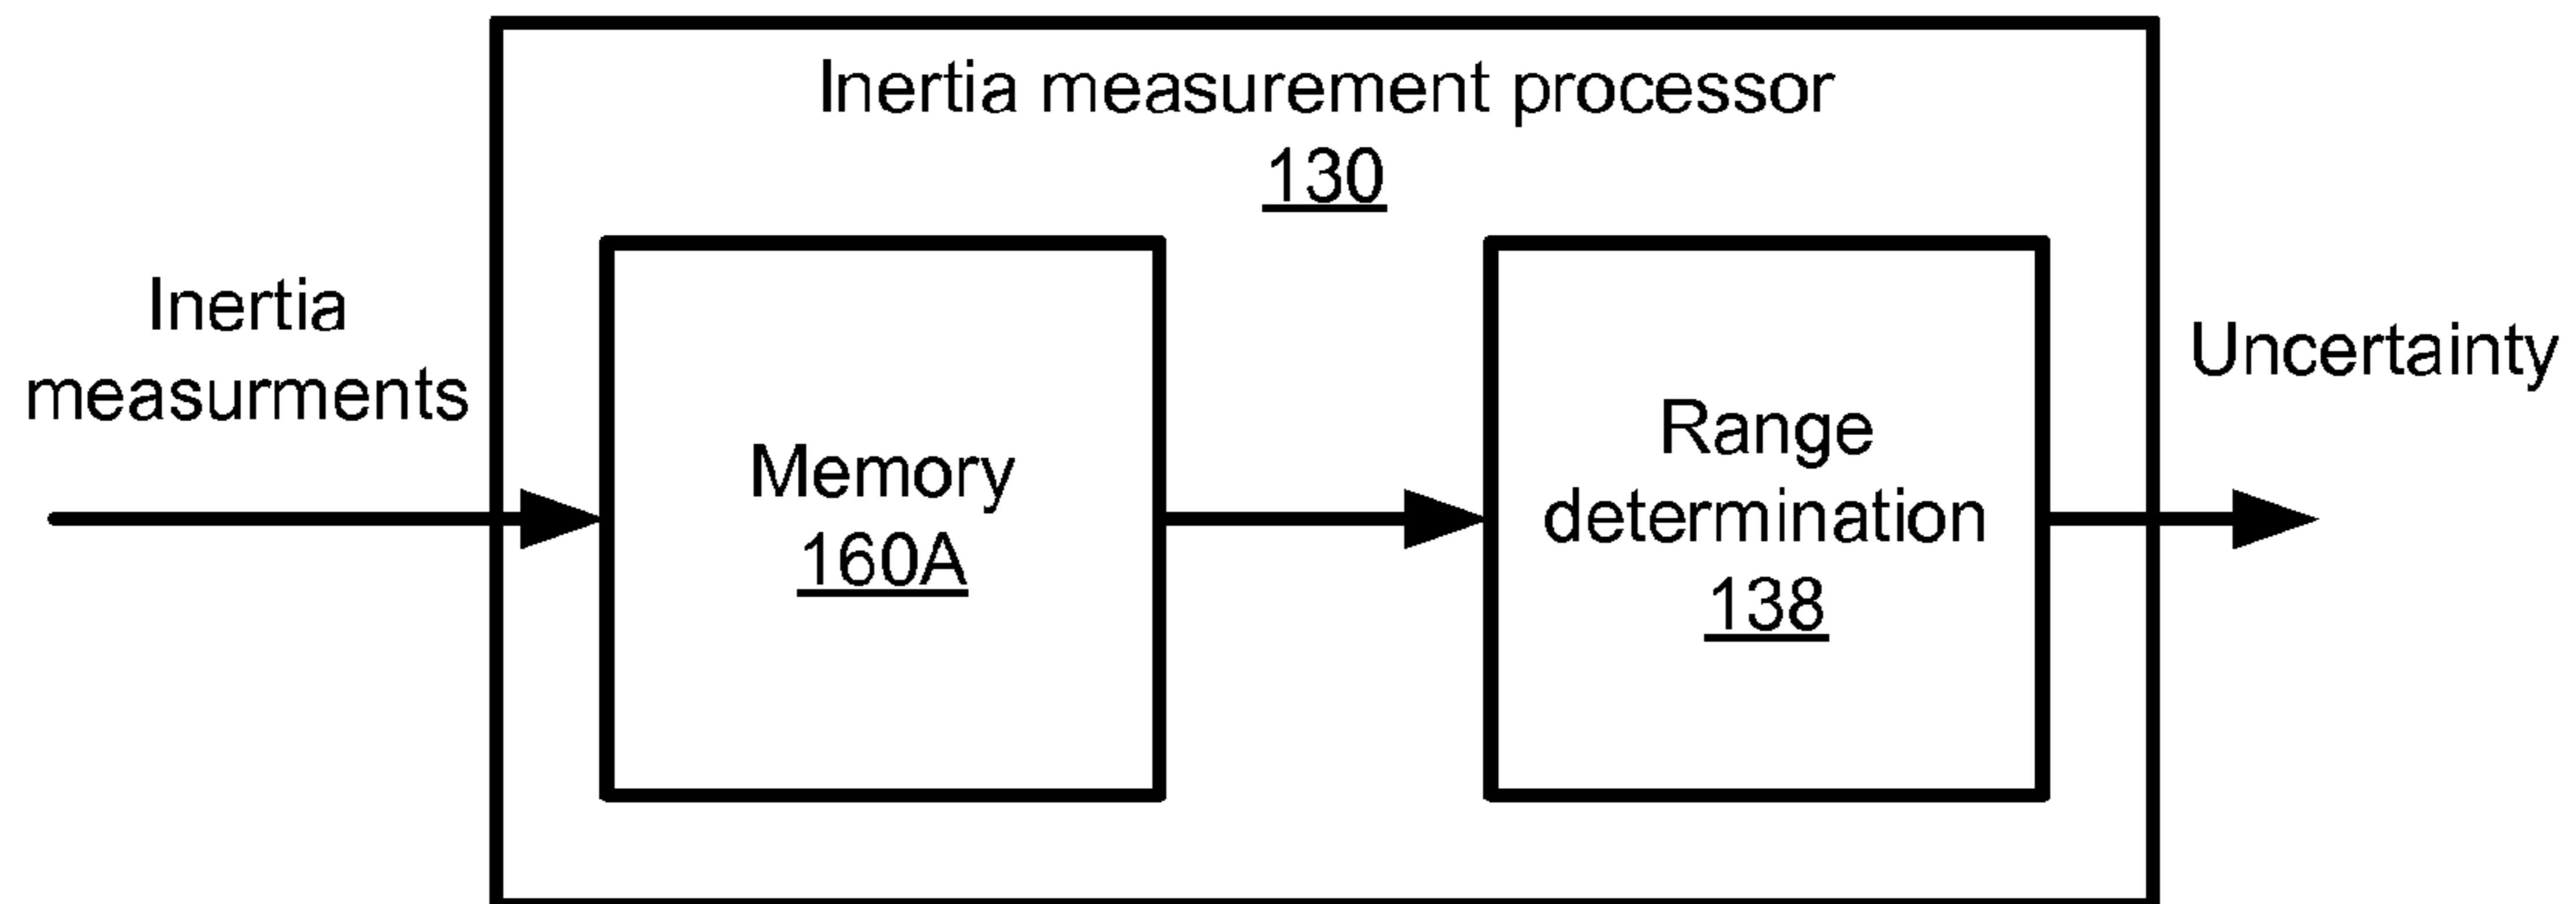 Inertia measurement processor
130
Inertia
measurments
Memory
160A
Range
determination
138
Uncertainty